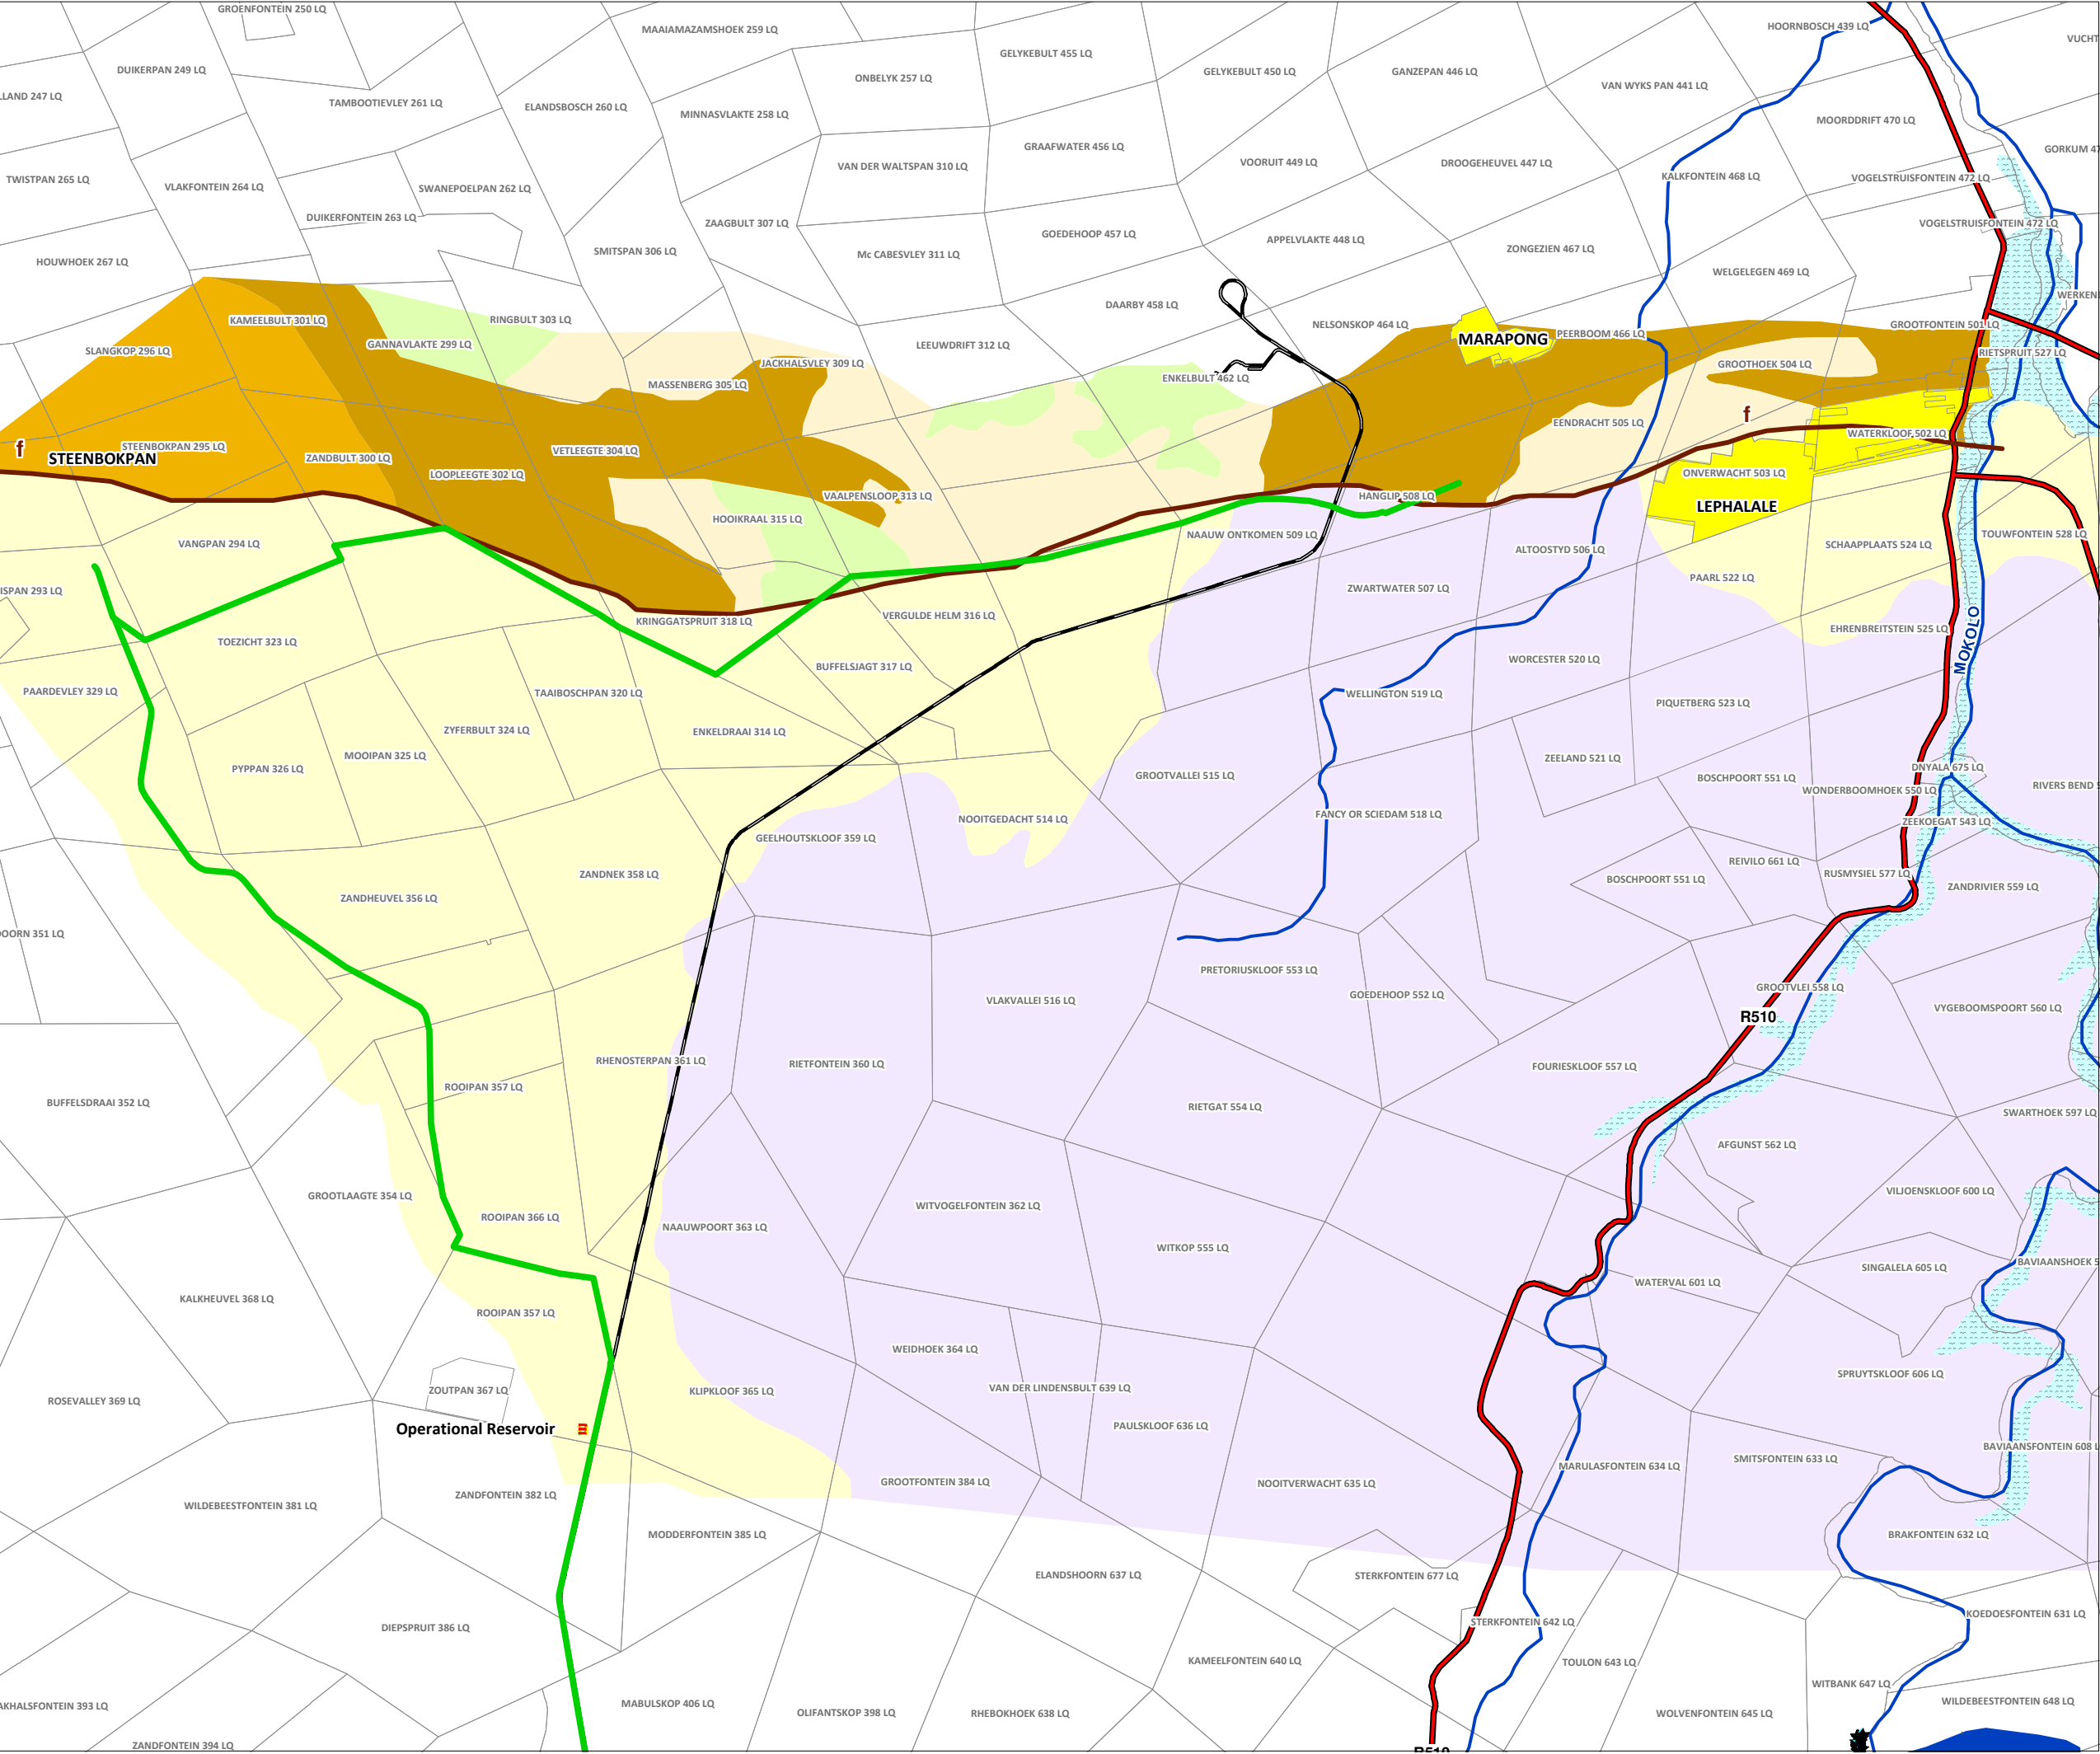 GROENFONTEIN 250 LQ
MAAIAMAZAMSHOEK 259 LQ
HOORNBOSCH 439 LQ
VUCHT
GELYKEBULT 455 LQ
DUIKERPAN 249 LQ
ONBELYK 257 LQ
GELYKEBULT 450 LQ
GANZEPAN 446 LQ
VAN WYKS PAN 441 LQ
LLAND 247 LQ
TAMBOOTIEVLEY 261 LQ
ELANDSBOSCH 260 LQ
MINNASVLAKTE 258 LQ
MOORDDRIFT 470 LQ
GRAAFWATER 456 LQ
GORKUM 47
VAN DER WALTSPAN 310 LQ
VOORUIT 449 LQ
DROOGEHEUVEL 447 LQ
KALKFONTEIN 468 LQ
VOGELSTRUISFONTEIN 472 LQ
TWISTPAN 265 LQ
VLAKFONTEIN 264 LQ
SWANEPOELPAN 262 LQ
DUIKERFONTEIN 263 LQ
ZAAGBULT 307 LQ
VOGELSTRUISFONTEIN 472 LQ
GOEDEHOOP 457 LQ
APPELVLAKTE 448 LQ
ZONGEZIEN 467 LQ
SMITSPAN 306 LQ
Mc CABESVLEY 311 LQ
HOUWHOEK 267 LQ
WELGELEGEN 469 LQ
WERKEN
DAARBY 458 LQ
KAMEELBULT 301 LQ
RINGBULT 303 LQ
NELSONSKOP 464 LQ
GROOTFONTEIN 501 LQ
PEERBOOM 466 LQ
MARAPONG
GANNAVLAKTE 299 LQ
LEEUWDRIFT 312 LQ
SLANGKOP 296 LQ
RIETSPRUIT 527 LQ
JACKHALSVLEY 309 LQ
GROOTHOEK 504 LQ
MASSENBERG 305 LQ
ENKELBULT 462 LQ
f
EENDRACHT 505 LQ
WATERKLOOF 502 LQ
f
STEENBOKPAN 295 LQ
VETLEEGTE 304 LQ
STEENBOKPAN
ZANDBULT 300 LQ
LOOPLEEGTE 302 LQ
ONVERWACHT 503 LQ
VAALPENSLOOP 313 LQ
HANGLIP 508 LQ
LEPHALALE
HOOIKRAAL 315 LQ
NAAUW ONTKOMEN 509 LQ
TOUWFONTEIN 528 LQ
VANGPAN 294 LQ
SCHAAPPLAATS 524 LQ
ALTOOSTYD 506 LQ
PAARL 522 LQ
ISPAN 293 LQ
ZWARTWATER 507 LQ
VERGULDE HELM 316 LQ
KRINGGATSPRUIT 318 LQ
EHRENBREITSTEIN 525 LQ
MOKOLO
TOEZICHT 323 LQ
WORCESTER 520 LQ
BUFFELSJAGT 317 LQ
PAARDEVLEY 329 LQ
TAAIBOSCHPAN 320 LQ
WELLINGTON 519 LQ
PIQUETBERG 523 LQ
ZYFERBULT 324 LQ
ENKELDRAAI 314 LQ
MOOIPAN 325 LQ
ZEELAND 521 LQ
PYPPAN 326 LQ
DNYALA 675 LQ
GROOTVALLEI 515 LQ
BOSCHPOORT 551 LQ
RIVERS BEND 5
WONDERBOOMHOEK 550 LQ
FANCY OR SCIEDAM 518 LQ
NOOITGEDACHT 514 LQ
ZEEKOEGAT 543 LQ
GEELHOUTSKLOOF 359 LQ
REIVILO 661 LQ
ZANDNEK 358 LQ
RUSMYSIEL 577 LQ
BOSCHPOORT 551 LQ
ZANDRIVIER 559 LQ
ZANDHEUVEL 356 LQ
OORN 351 LQ
PRETORIUSKLOOF 553 LQ
GROOTVLEI 558 LQ
GOEDEHOOP 552 LQ
VLAKVALLEI 516 LQ
VYGEBOOMSPOORT 560 LQ
R510
RHENOSTERPAN 361 LQ
RIETFONTEIN 360 LQ
FOURIESKLOOF 557 LQ
ROOIPAN 357 LQ
BUFFELSDRAAI 352 LQ
RIETGAT 554 LQ
SWARTHOEK 597 LQ
AFGUNST 562 LQ
GROOTLAAGTE 354 LQ
VILJOENSKLOOF 600 LQ
WITVOGELFONTEIN 362 LQ
ROOIPAN 366 LQ
NAAUWPOORT 363 LQ
WITKOP 555 LQ
BAVIAANSHOEK 5
SINGALELA 605 LQ
WATERVAL 601 LQ
KALKHEUVEL 368 LQ
ROOIPAN 357 LQ
WEIDHOEK 364 LQ
SPRUYTSKLOOF 606 LQ
VAN DER LINDENSBULT 639 LQ
ZOUTPAN 367 LQ
KLIPKLOOF 365 LQ
ROSEVALLEY 369 LQ
PAULSKLOOF 636 LQ
Operational Reservoir
BAVIAANSFONTEIN 608 L
SMITSFONTEIN 633 LQ
MARULASFONTEIN 634 LQ
GROOTFONTEIN 384 LQ
NOOITVERWACHT 635 LQ
ZANDFONTEIN 382 LQ
WILDEBEESTFONTEIN 381 LQ
MODDERFONTEIN 385 LQ
BRAKFONTEIN 632 LQ
ELANDSHOORN 637 LQ
STERKFONTEIN 677 LQ
KOEDOESFONTEIN 631 LQ
STERKFONTEIN 642 LQ
DIEPSPRUIT 386 LQ
KAMEELFONTEIN 640 LQ
TOULON 643 LQ
WITBANK 647 LQ
MABULSKOP 406 LQ
WILDEBEESTFONTEIN 648 LQ
AKHALSFONTEIN 393 LQ
OLIFANTSKOP 398 LQ
RHEBOKHOEK 638 LQ
WOLVENFONTEIN 645 LQ
ZANDFONTEIN 394 LQ
R510